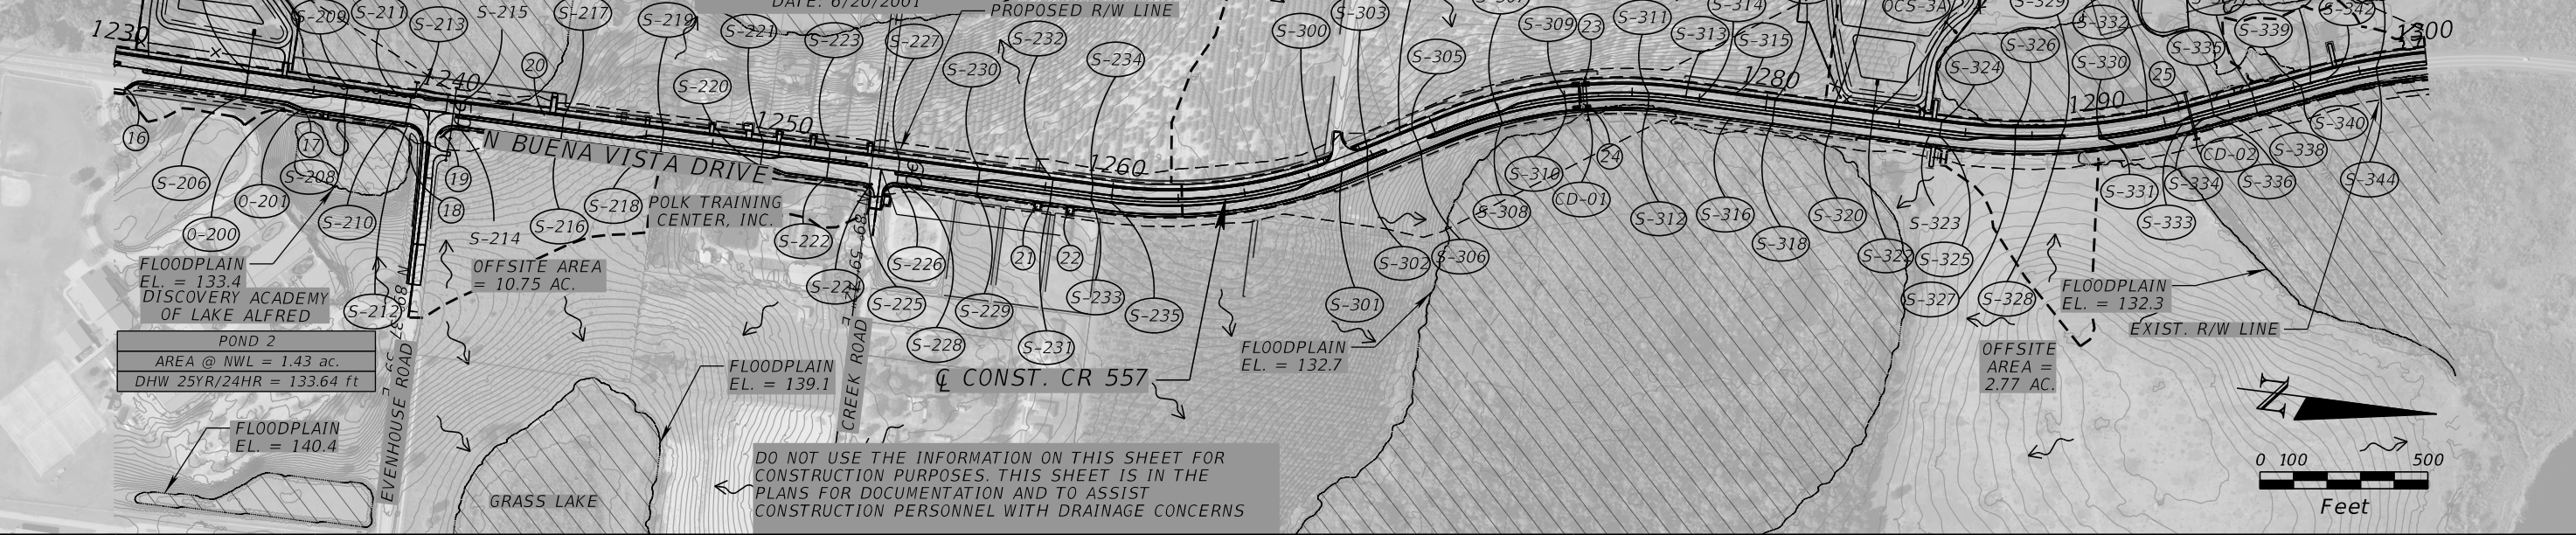 DATE: 6/20/2001
PROPOSED R/W LINE
1230
S-209
S-211
S-213
S-215
S-217
S-219
S-221
S-223
S-227
S-232
S-230
S-234
S-220
20
1240
1250
1260
S-300
S-303
S-305
S-309
23
S-311
S-313
S-314
S-315
1280
OCS-3A
S-329
S-332
S-326
S-324
S-330
S-335
S-339
S-342
25
1290
1300
16
17
S-206
O-201
S-208
O-200
S-210
19
18
S-212
N BUENA VISTA DRIVE
POLK TRAINING
CENTER, INC.
S-214
S-216
S-218
S-222
S-225
S-226
S-228
S-229
21
22
S-231
S-233
S-235
S-301
S-302
S-306
S-308
S-310
CD-01
24
S-312
S-316
S-318
S-320
S-322
S-323
S-325
S-327
S-328
S-331
S-333
S-334
CD-02
S-336
S-338
S-340
S-344
FLOODPLAIN
EL. = 133.4
DISCOVERY ACADEMY
OF LAKE ALFRED
OFFSITE AREA
= 10.75 AC.
POND 2
AREA @ NWL = 1.43 ac.
DHW 25YR/24HR = 133.64 ft
EVENHOUSE ROAD
CREEK ROAD
FLOODPLAIN
EL. = 139.1
℄ CONST. CR 557
FLOODPLAIN
EL. = 132.7
FLOODPLAIN
EL. = 132.3
EXIST. R/W LINE
OFFSITE
AREA =
2.77 AC.
FLOODPLAIN
EL. = 140.4
GRASS LAKE
DO NOT USE THE INFORMATION ON THIS SHEET FOR
CONSTRUCTION PURPOSES. THIS SHEET IS IN THE
PLANS FOR DOCUMENTATION AND TO ASSIST
CONSTRUCTION PERSONNEL WITH DRAINAGE CONCERNS
N
0 100 500
Feet